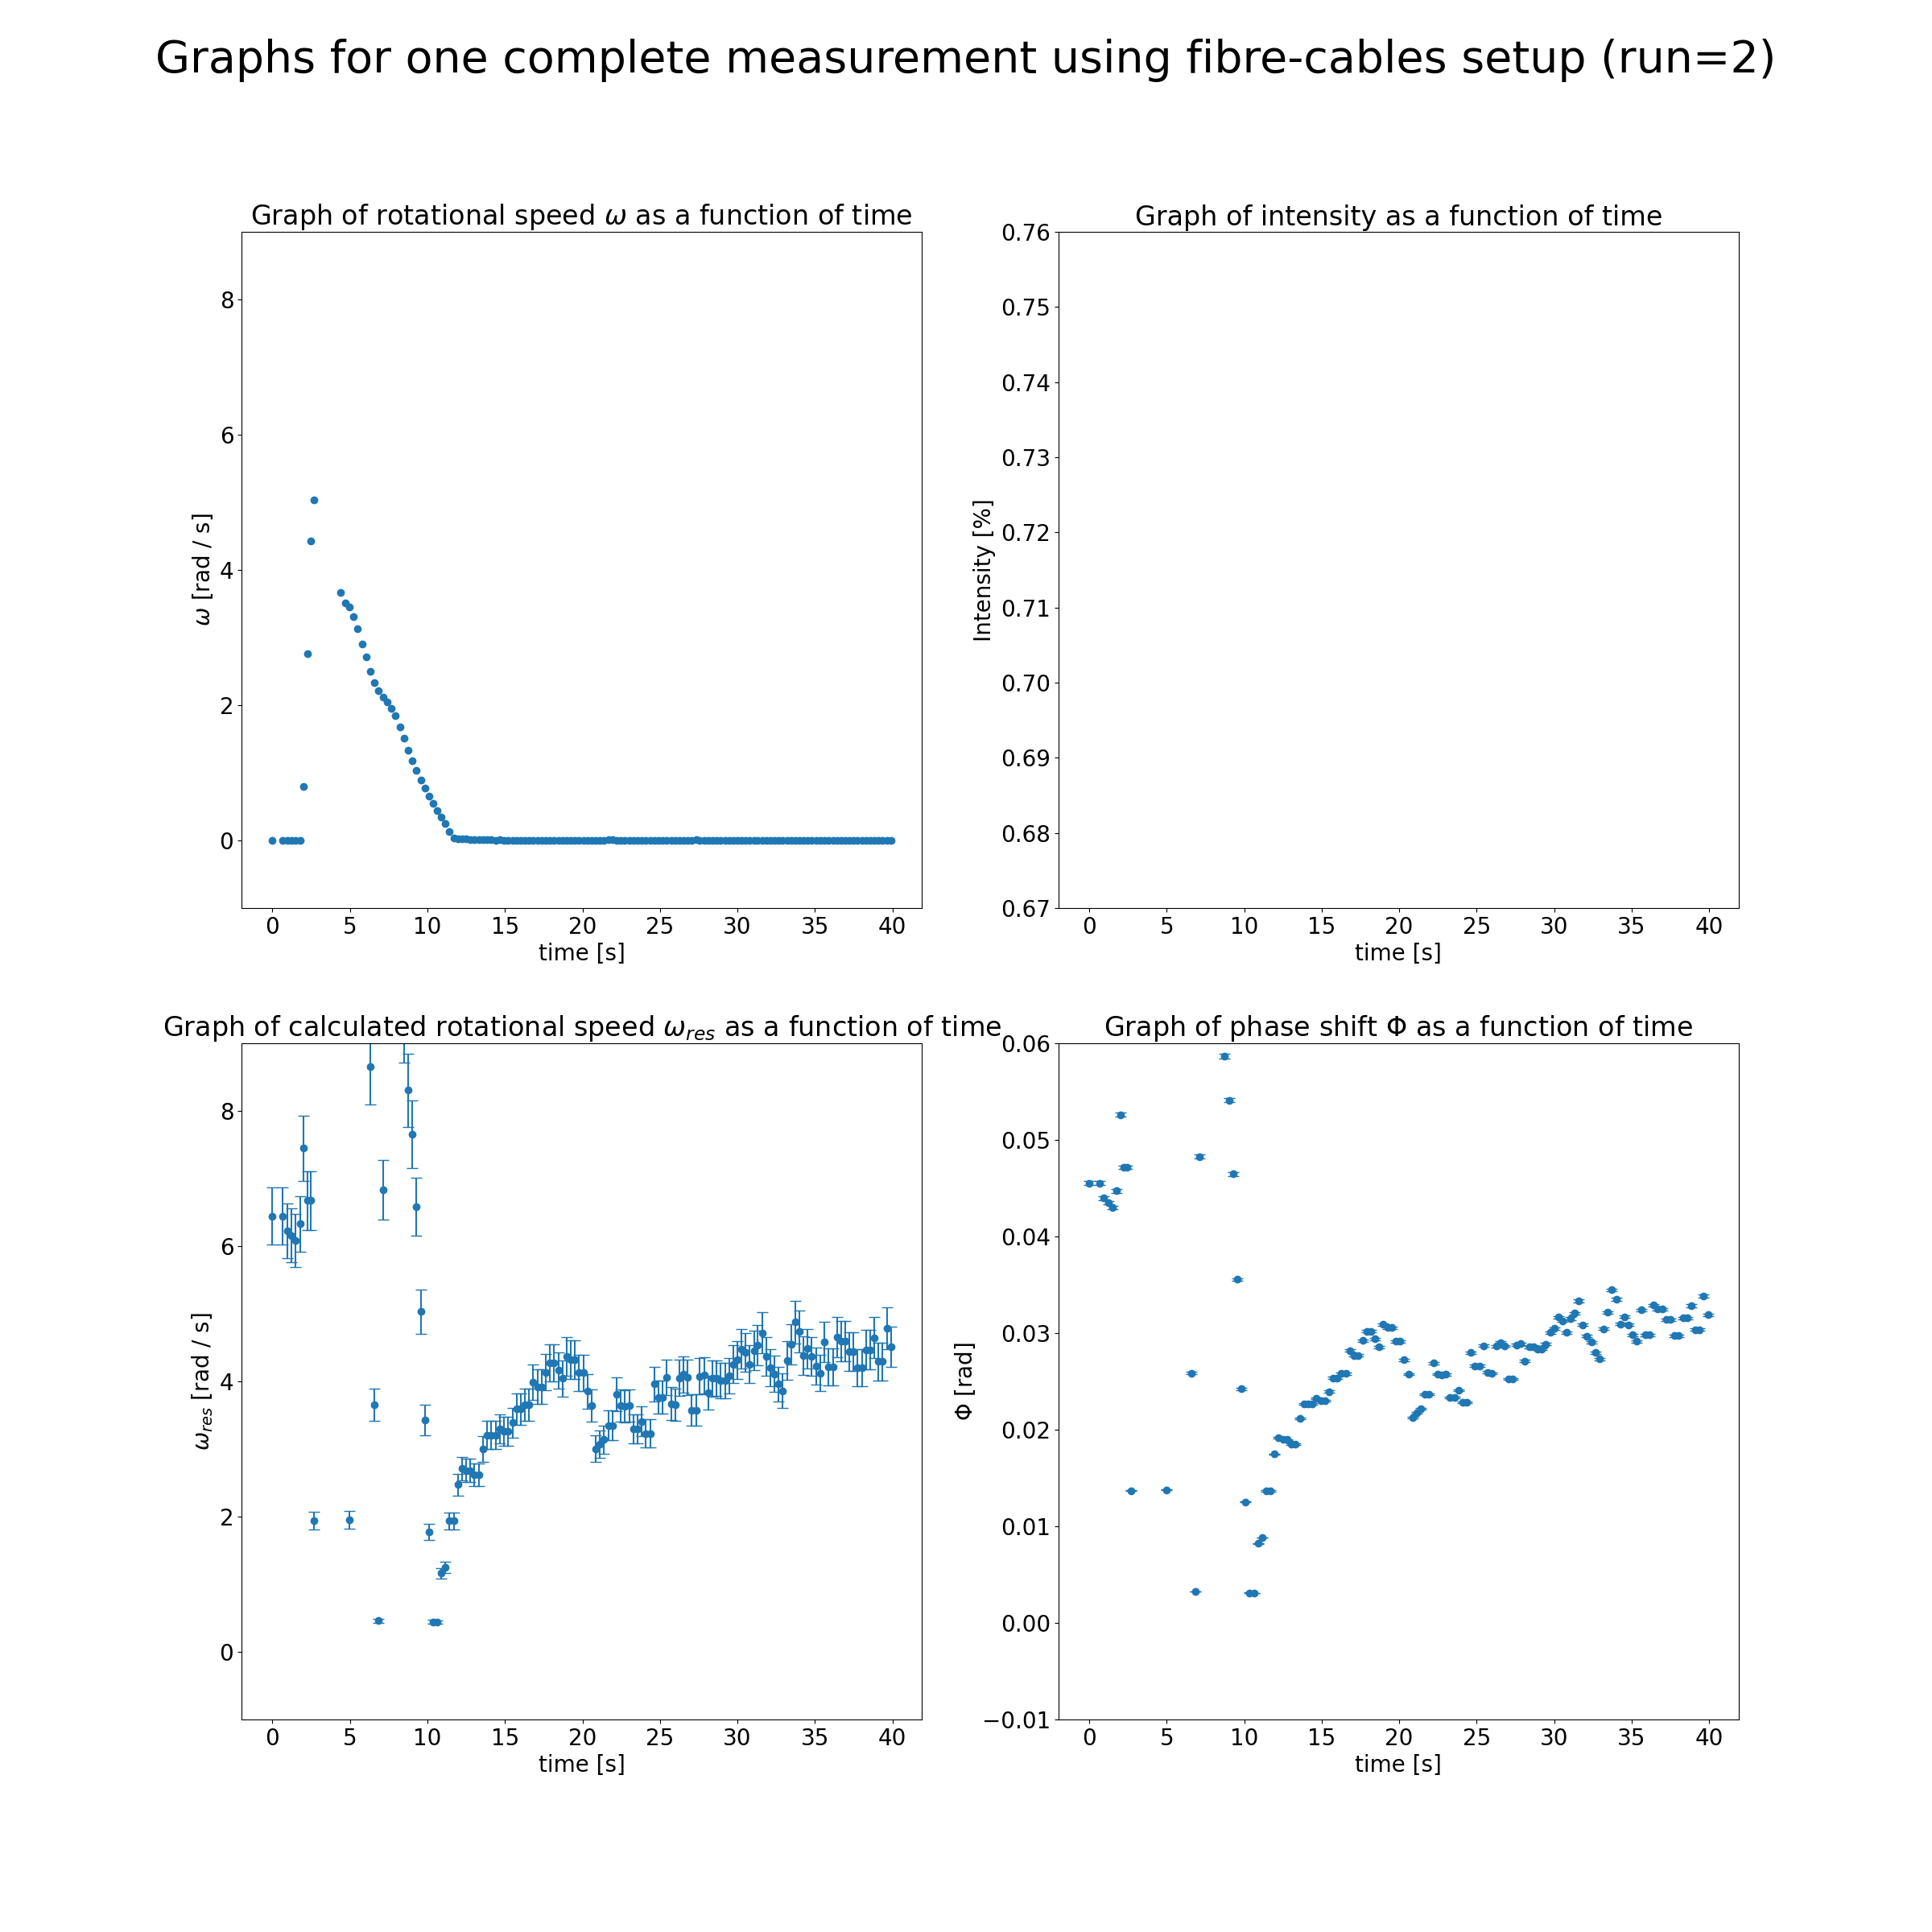 Graphs for one complete measurement using fibre-cables setup (run=2)
Graph of rotational speed ω as a function of time
8
6
4
2
0
ω [rad / s]
0 5 10 15 20 25 30 35 40
time [s]
Graph of intensity as a function of time
0.76
0.75
0.74
0.73
0.72
0.71
0.70
0.69
0.68
0.67
Intensity [%]
0 5 10 15 20 25 30 35 40
time [s]
Graph of calculated rotational speed ω_res as a function of time
8
6
4
2
0
ω_res [rad / s]
0 5 10 15 20 25 30 35 40
time [s]
Graph of phase shift Φ as a function of time
0.06
0.05
0.04
0.03
0.02
0.01
0.00
−0.01
Φ [rad]
0 5 10 15 20 25 30 35 40
time [s]